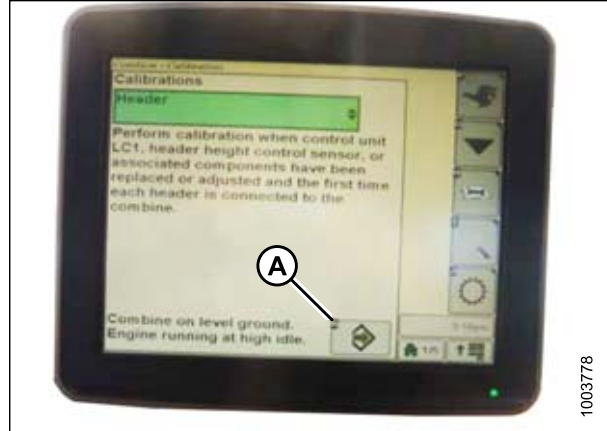 Combine - Calibration
Calibrations
Header
Perform calibration when control unit
LC1, header height control sensor, or
associated components have been
replaced or adjusted and the first time
each header is connected to the
combine.
A
Combine on level ground.
Engine running at high idle.
1003778